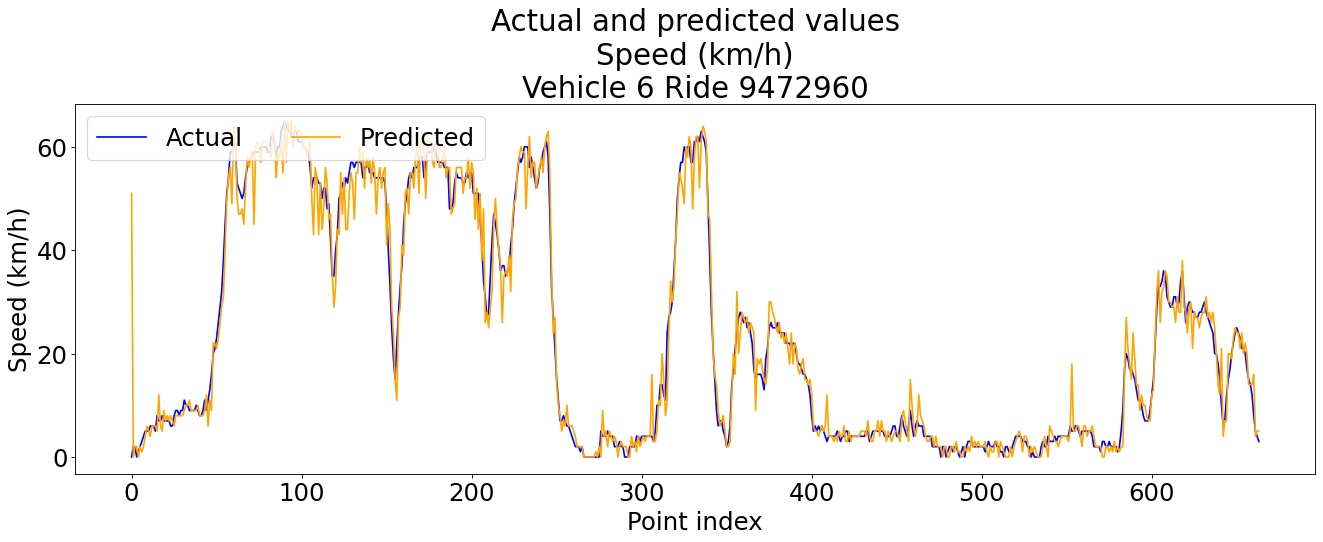 Actual and predicted values
Speed (km/h)
Vehicle 6 Ride 9472960
Actual Predicted
Speed (km/h)
60
40
20
0
0 100 200 300 400 500 600
Point index